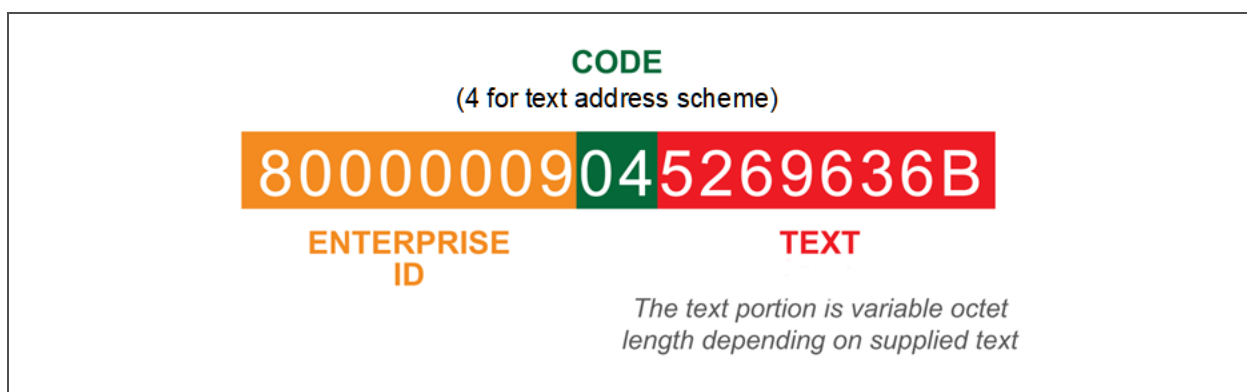 CODE
(4 for text address scheme)
80000009045269636B
ENTERPRISE TEXT
ID
The text portion is variable octet
length depending on supplied text